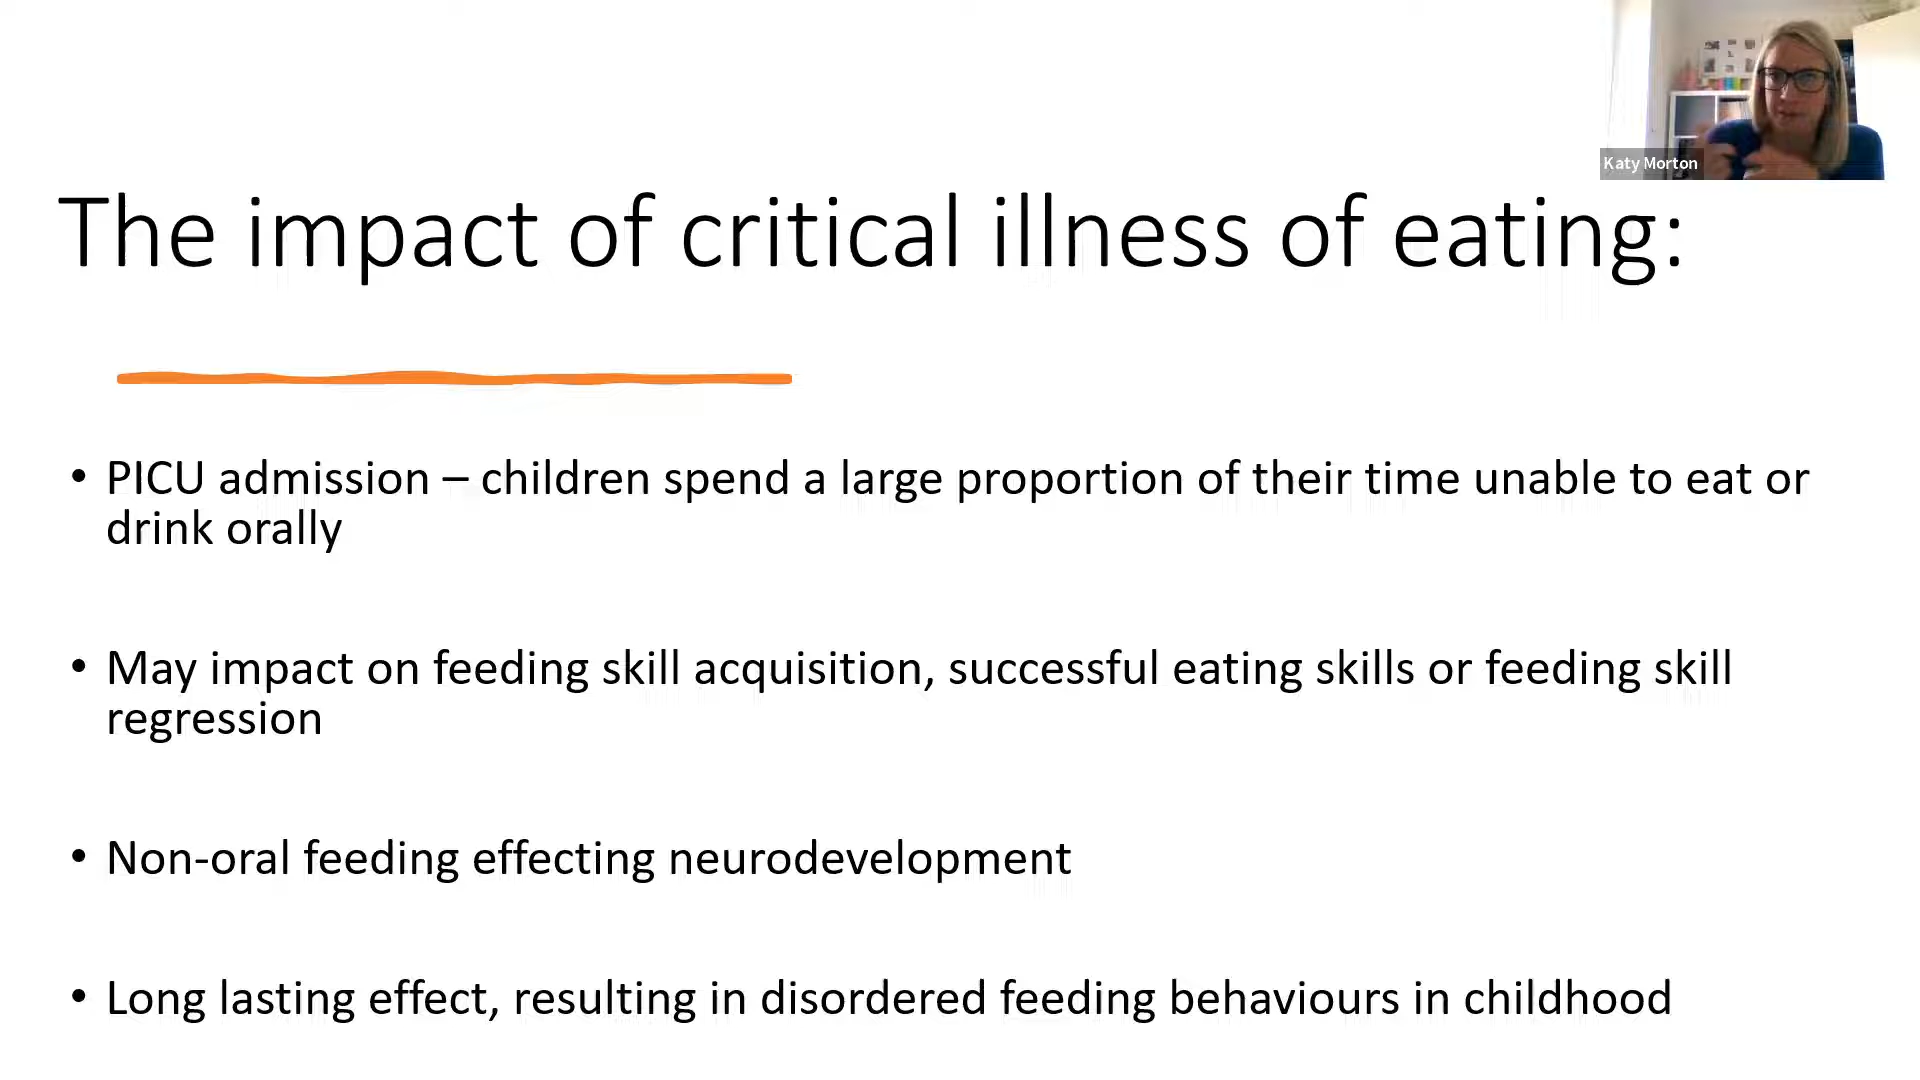 Katy Morton
The impact of critical illness of eating:
• PICU admission – children spend a large proportion of their time unable to eat or
drink orally
• May impact on feeding skill acquisition, successful eating skills or feeding skill
regression
• Non-oral feeding effecting neurodevelopment
• Long lasting effect, resulting in disordered feeding behaviours in childhood